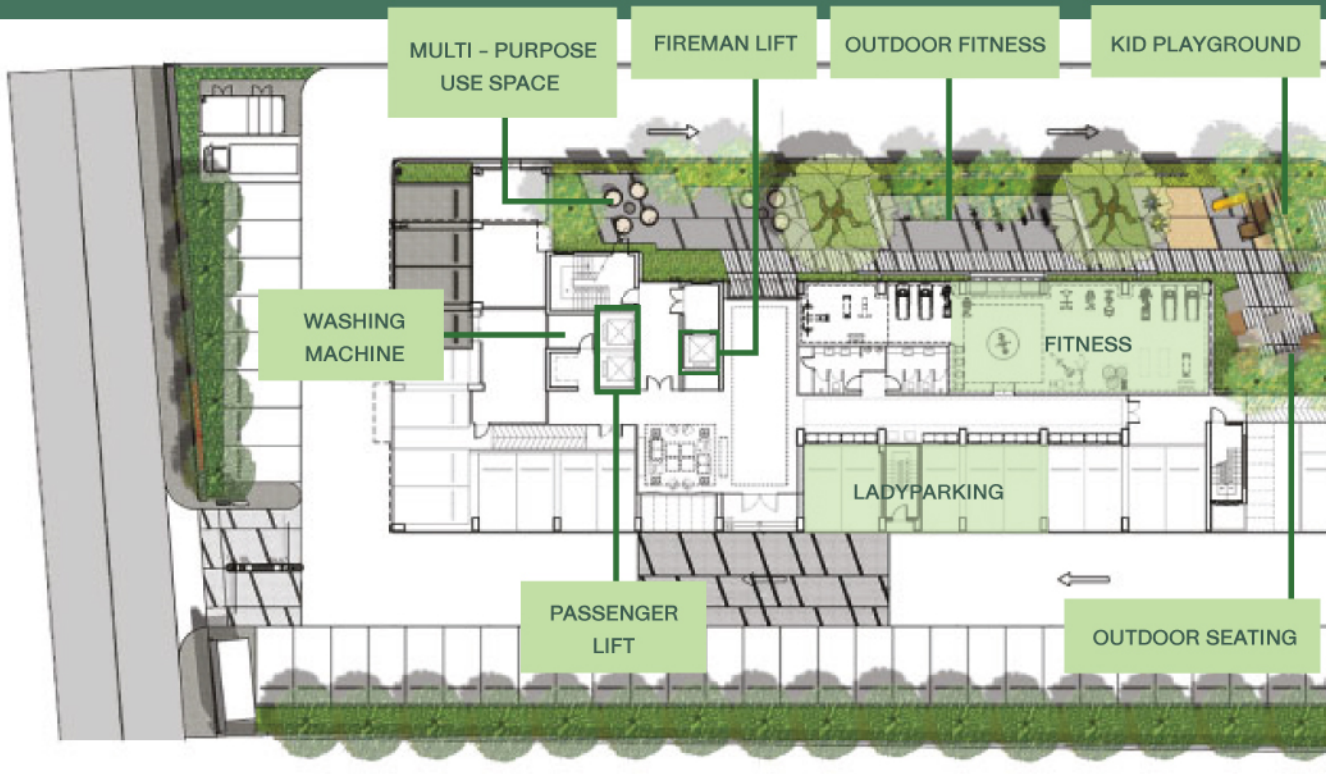 MULTI - PURPOSE
USE SPACE
FIREMAN LIFT
OUTDOOR FITNESS
KID PLAYGROUND
WASHING
MACHINE
FITNESS
LADYPARKING
PASSENGER
LIFT
OUTDOOR SEATING